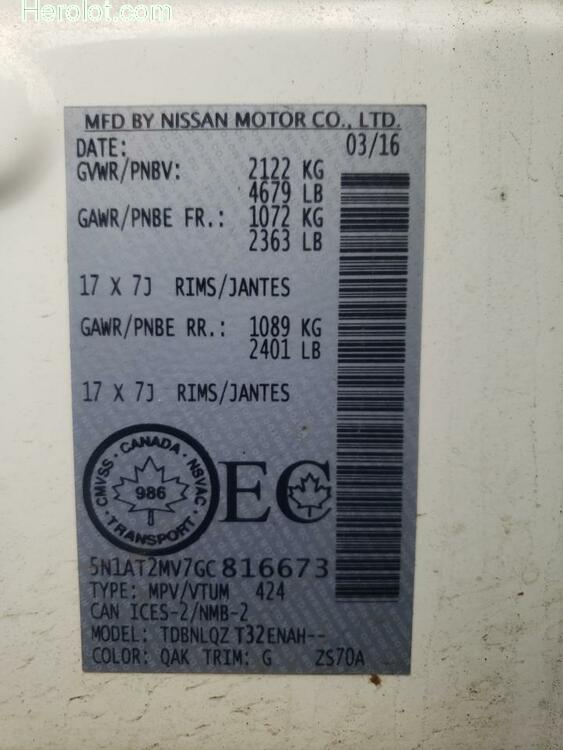 Herolot.com
MFD BY NISSAN MOTOR CO., LTD.
DATE: 03/16
GVWR/PNBV: 2122 KG
4679 LB
GAWR/PNBE FR.: 1072 KG
2363 LB
17 X 7J RIMS/JANTES
GAWR/PNBE RR.: 1089 KG
2401 LB
17 X 7J RIMS/JANTES
CMVSS · CANADA · NSVAC
986
· TRANSPORT ·
EC
5N1AT2MV7GC816673
TYPE: MPV/VTUM 424
CAN ICES-2/NMB-2
MODEL: TDBNLQZ T32ENAH--
COLOR: QAK TRIM: G ZS70A